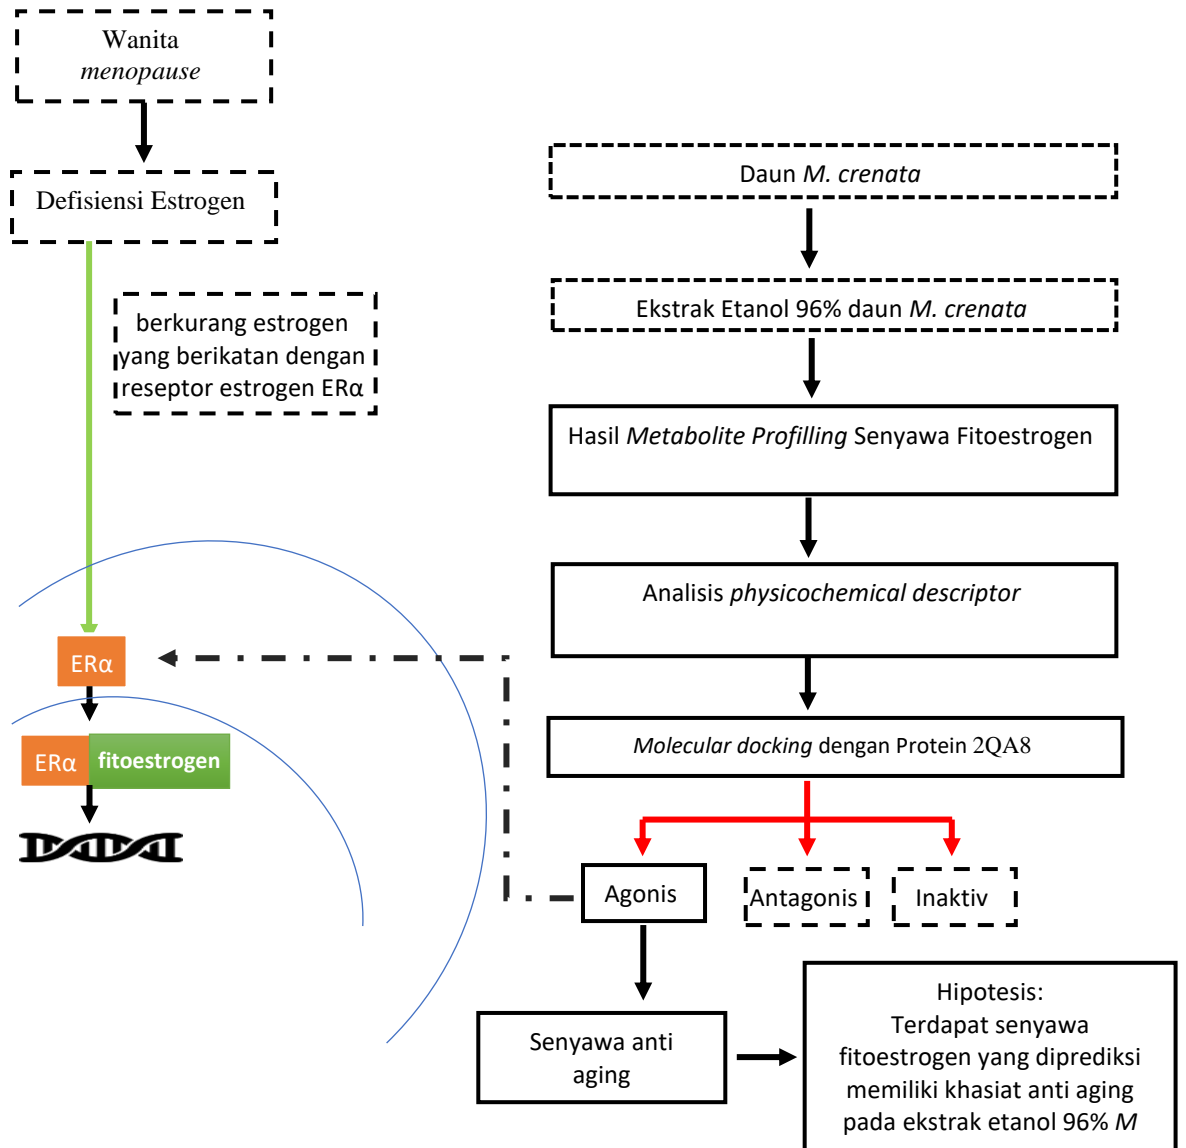 Wanita
menopause
Defisiensi Estrogen
berkurang estrogen
yang berikatan dengan
reseptor estrogen ERα
ERα
ERα fitoestrogen
Daun M. crenata
Ekstrak Etanol 96% daun M. crenata
Hasil Metabolite Profilling Senyawa Fitoestrogen
Analisis physicochemical descriptor
Molecular docking dengan Protein 2QA8
Agonis
Antagonis
Inaktiv
Senyawa anti
aging
Hipotesis:
Terdapat senyawa
fitoestrogen yang diprediksi
memiliki khasiat anti aging
pada ekstrak etanol 96% M